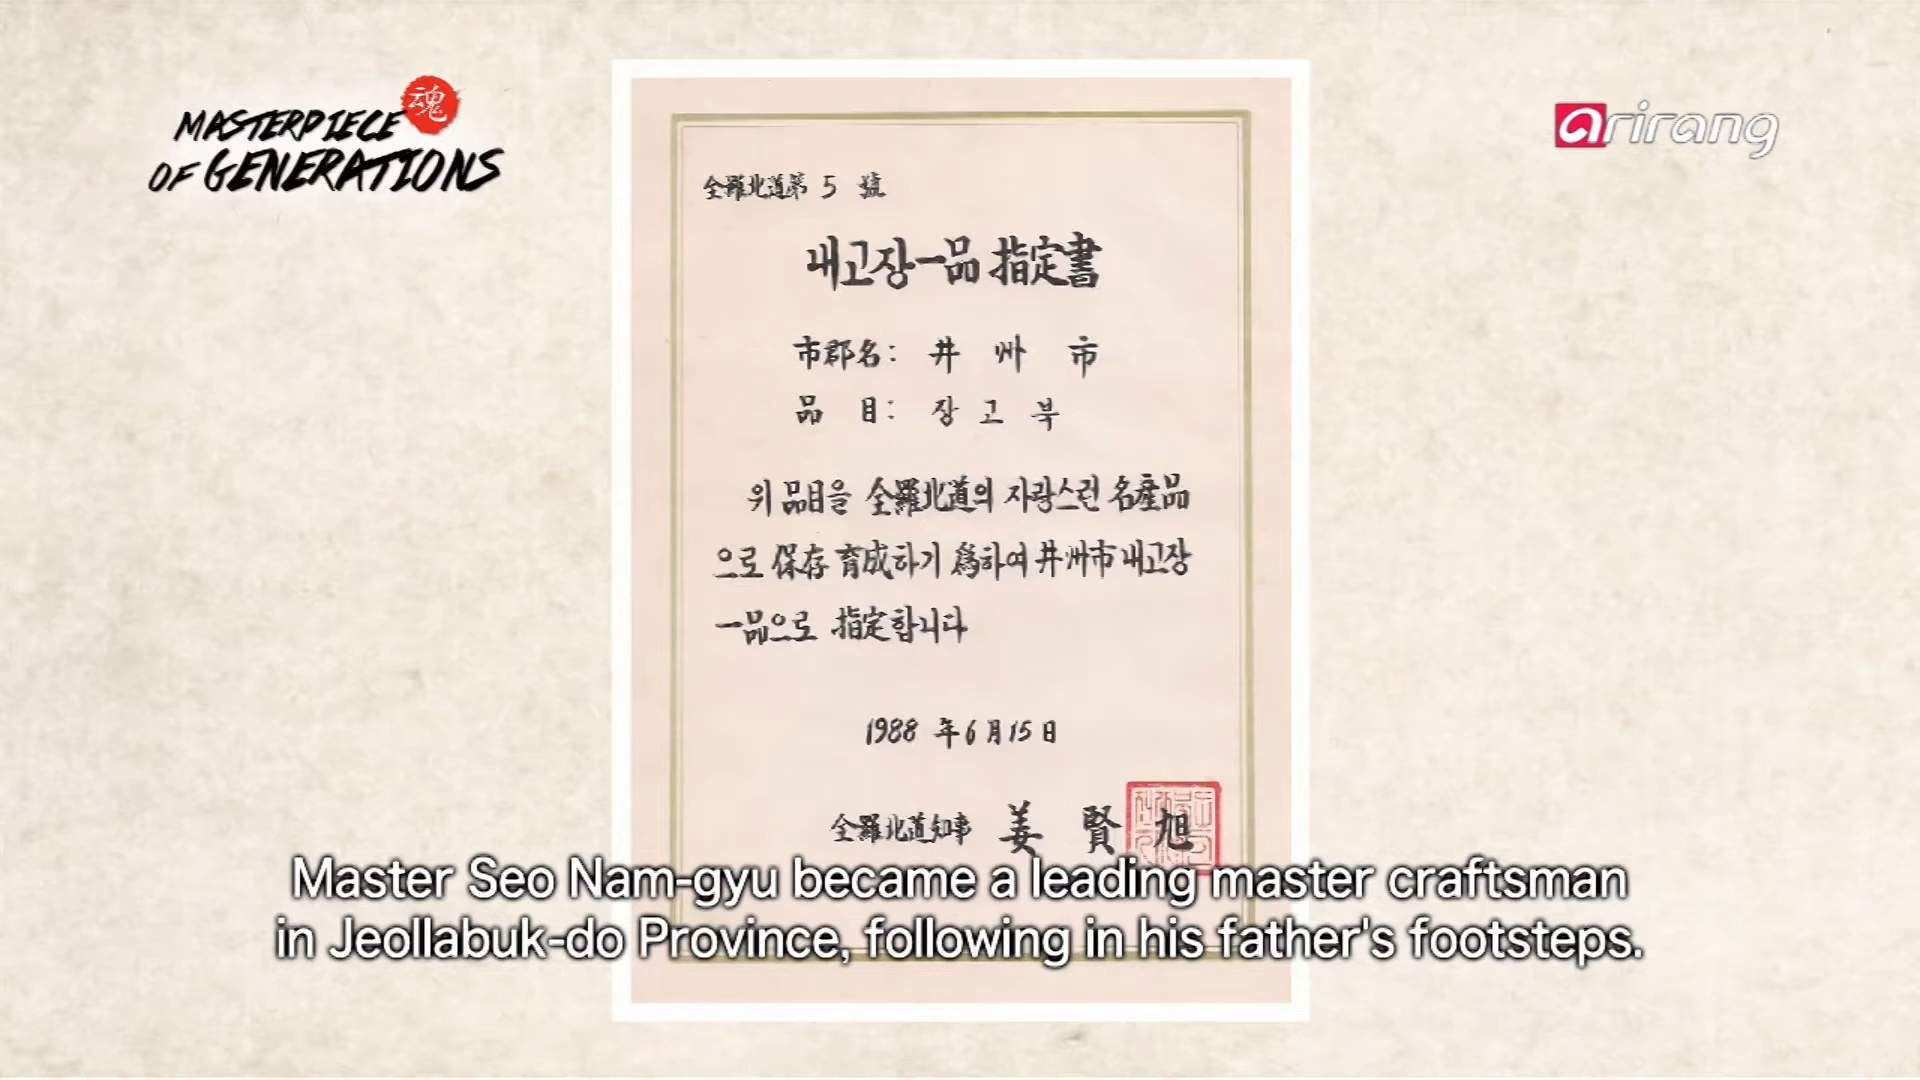 MASTERPIECE 魂
OF GENERATIONS
arirang
全羅北道第 5 號
내고장一品 指定書
市郡名: 井 州 市
品 目: 장 고 북
위 品目을 全羅北道의 자랑스런 名産品
으로 保存 育成하기 爲하여 井州市 내고장
一品으로 指定합니다
1988 年 6 月 15 日
全羅北道知事 姜 賢 旭
Master Seo Nam-gyu became a leading master craftsman
in Jeollabuk-do Province, following in his father's footsteps.